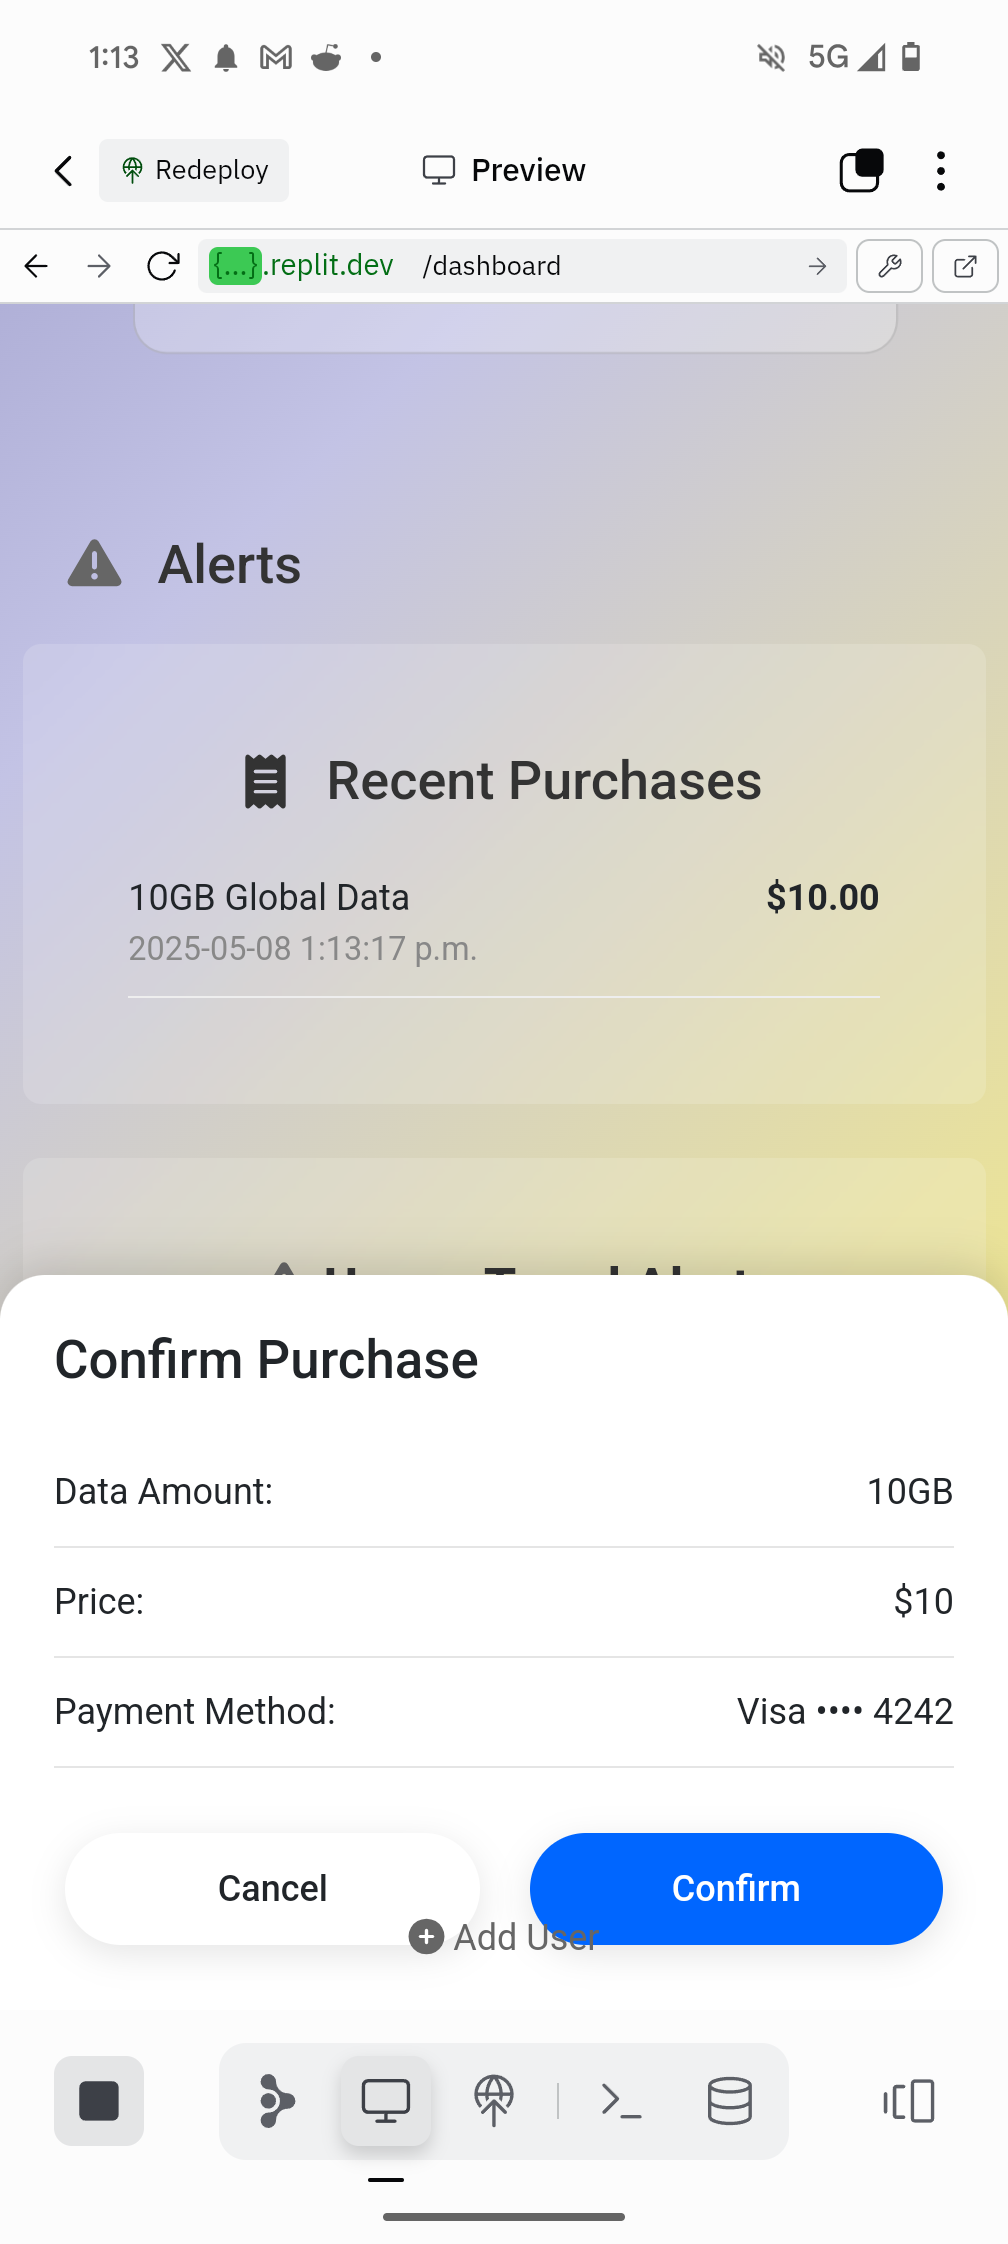 1:13
5G
Redeploy
Preview
{...}.replit.dev /dashboard
Alerts
Recent Purchases
10GB Global Data $10.00
2025-05-08 1:13:17 p.m.
Confirm Purchase
Data Amount: 10GB
Price: $10
Payment Method: Visa •••• 4242
Cancel Confirm
Add User